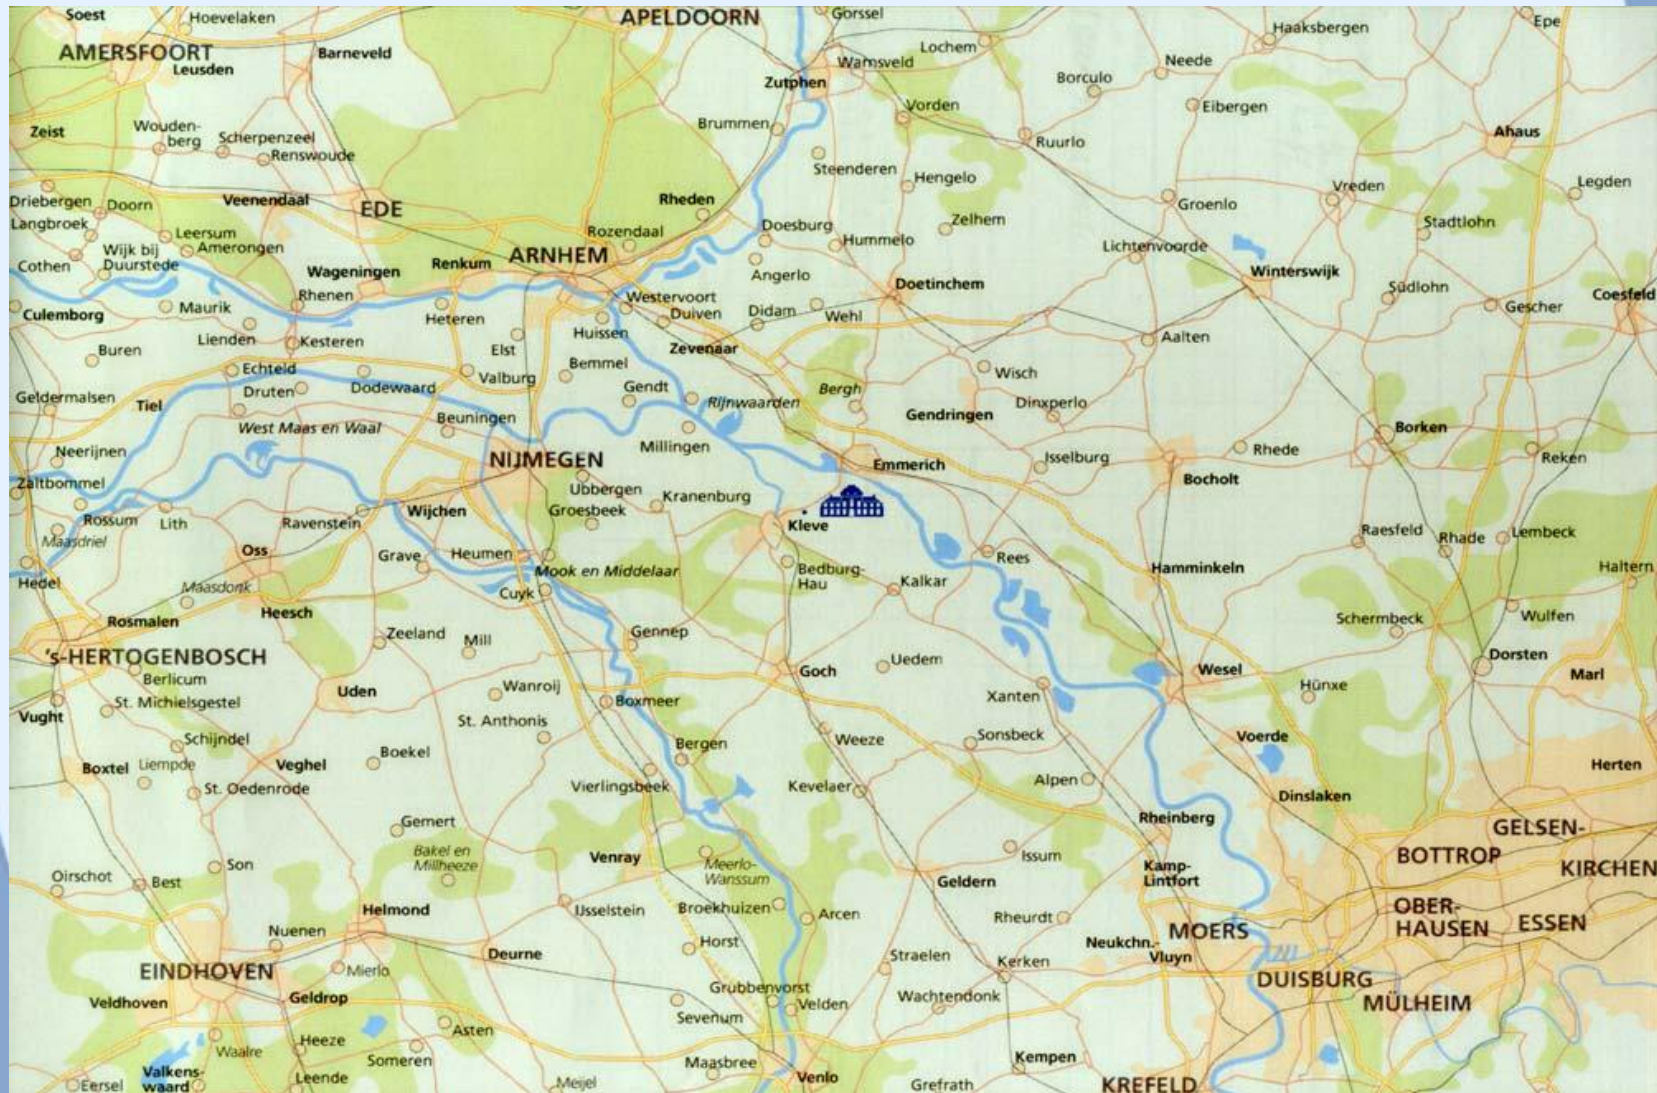 Soest
Hoevelaken
APELDOORN
Gorssel
Epe
AMERSFOORT
Leusden
Barneveld
Lochem
Haaksbergen
Warnsveld
Zutphen
Borculo
Neede
Vorden
Eibergen
Zeist
Wouden-
berg
Scherpenzeel
Renswoude
Brummen
Ruurlo
Ahaus
Steenderen
Hengelo
Driebergen
Doorn
Veenendaal
EDE
Rheden
Groenlo
Vreden
Legden
Langbroek
Leersum
Amerongen
Rozendaal
Doesburg
Zelhem
Stadtlohn
Cothen
Wijk bij
Duurstede
Wageningen
Renkum
ARNHEM
Hummelo
Lichtenvoorde
Angerlo
Winterswijk
Culemborg
Maurik
Rhenen
Heteren
Westervoort
Duiven
Didam
Wehl
Doetinchem
Südlohn
Gescher
Coesfeld
Lienden
Kesteren
Elst
Huissen
Zevenaar
Aalten
Buren
Echteld
Druten
Dodewaard
Valburg
Bemmel
Gendt
Wisch
Geldermalsen
Tiel
Beuningen
Rijnwaarden
Bergh
Gendringen
Dinxperlo
West Maas en Waal
Millingen
Borken
Neerijnen
NIJMEGEN
Emmerich
Isselburg
Rhede
Reken
Zaltbommel
Ubbergen
Kranenburg
Bocholt
Rossum
Lith
Ravenstein
Wijchen
Groesbeek
Kleve
Maasdriel
Oss
Grave
Heumen
Rees
Raesfeld
Rhade
Lembeck
Hedel
Maasdonk
Mook en Middelaar
Bedburg-
Hau
Kalkar
Hamminkeln
Haltern
Cuyk
Rosmalen
Heesch
Zeeland
Mill
Gennep
Schermbeck
Wulfen
's-HERTOGENBOSCH
Berlicum
Uden
Wanroij
Goch
Uedem
Wesel
Dorsten
Marl
Vught
St. Michielsgestel
St. Anthonis
Boxmeer
Xanten
Hünxe
Schijndel
Boekel
Bergen
Weeze
Sonsbeck
Voerde
Boxtel
Liempde
Veghel
St. Oedenrode
Vierlingsbeek
Kevelaer
Alpen
Dinslaken
Herten
Gemert
Rheinberg
GELSEN-
KIRCHEN
Son
Bakel en
Millheeze
Venray
Meerlo-
Wanssum
Issum
BOTTROP
Oirschot
Best
Geldern
Kamp-
Lintfort
Helmond
IJsselstein
Broekhuizen
Arcen
Rheurdt
OBER-
HAUSEN
ESSEN
Nuenen
Deurne
Horst
Straelen
Kerken
Neukchn.-
Vluyn
MOERS
EINDHOVEN
Mierlo
DUISBURG
Veldhoven
Geldrop
Grubbenvorst
Velden
Wachtendonk
MÜLHEIM
Sevenum
Waalre
Heeze
Asten
Someren
Maasbree
Kempen
Valkens-
waard
Eersel
Leende
Meijel
Venlo
Grefrath
KREFELD